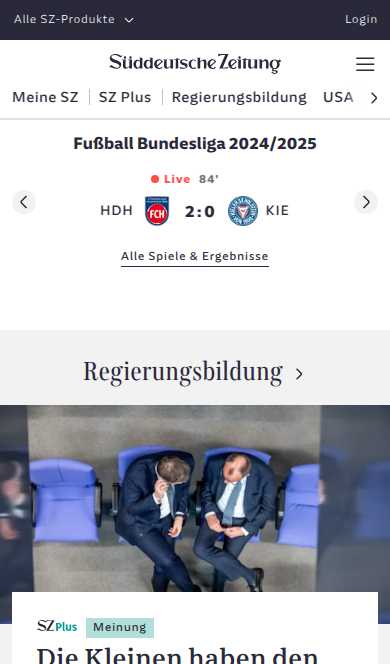 Alle SZ-Produkte
Login
Süddeutsche Zeitung
Meine SZ
SZ Plus
Regierungsbildung
USA
Fußball Bundesliga 2024/2025
Live 84'
HDH FCH 2:0 KIE
Alle Spiele & Ergebnisse
Regierungsbildung
SZ Plus Meinung
Die Kleinen haben den